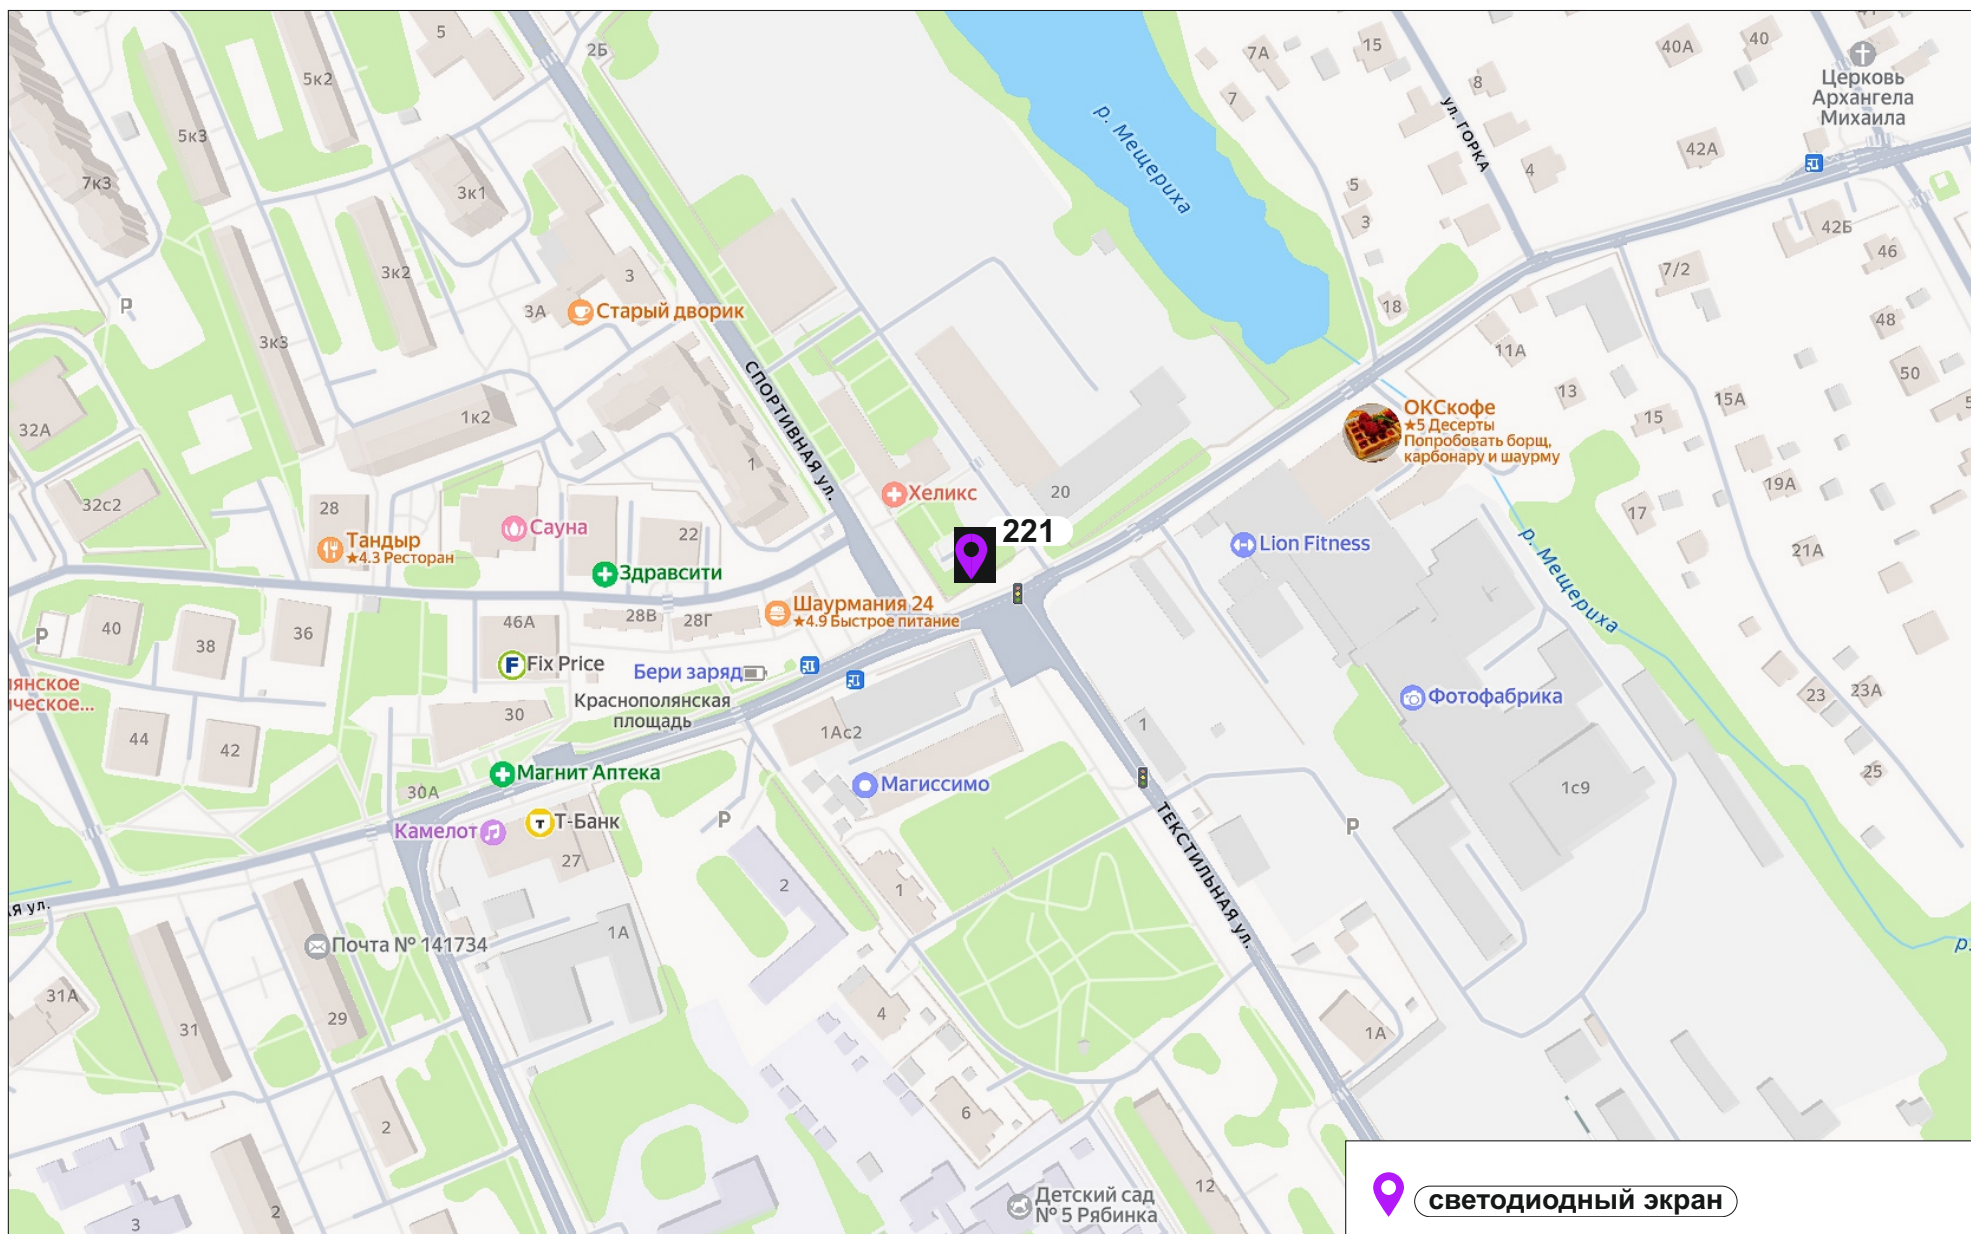 5
2Б
7А
15
40А
40
Церковь
Архангела
Михаила
5к2
8
7
р. Мещериха
ул. ГОРКА
5к3
42А
7к3
3к1
5
4
3
42Б
46
3к2
3
7/2
P
3А
Старый дворик
18
48
3к3
11А
50
СПОРТИВНАЯ ул.
13
15А
32А
1к2
ОКСкофе
★5 Десерты
Попробовать борщ,
карбонару и шаурму
15
1
19А
32с2
28
Хеликс
20
17
Тандыр
★4.3 Ресторан
Сауна
22
221
Lion Fitness
р. Мещериха
21А
Здравсити
Шаурмания 24
★4.9 Быстрое питание
40
38
36
46А
28В
28Г
P
Fix Price
Бери заряд
янское
ическое...
Краснополянская
площадь
30
44
42
1Ас2
1
Фотофабрика
23
23А
Магнит Аптека
Магиссимо
25
30А
1с9
Камелот
Т-Банк
P
P
27
ТЕКСТИЛЬНАЯ ул.
2
1
Я ул.
1А
Почта № 141734
р.
31А
31
29
4
1А
2
6
12
Детский сад
№ 5 Рябинка
3
2
светодиодный экран